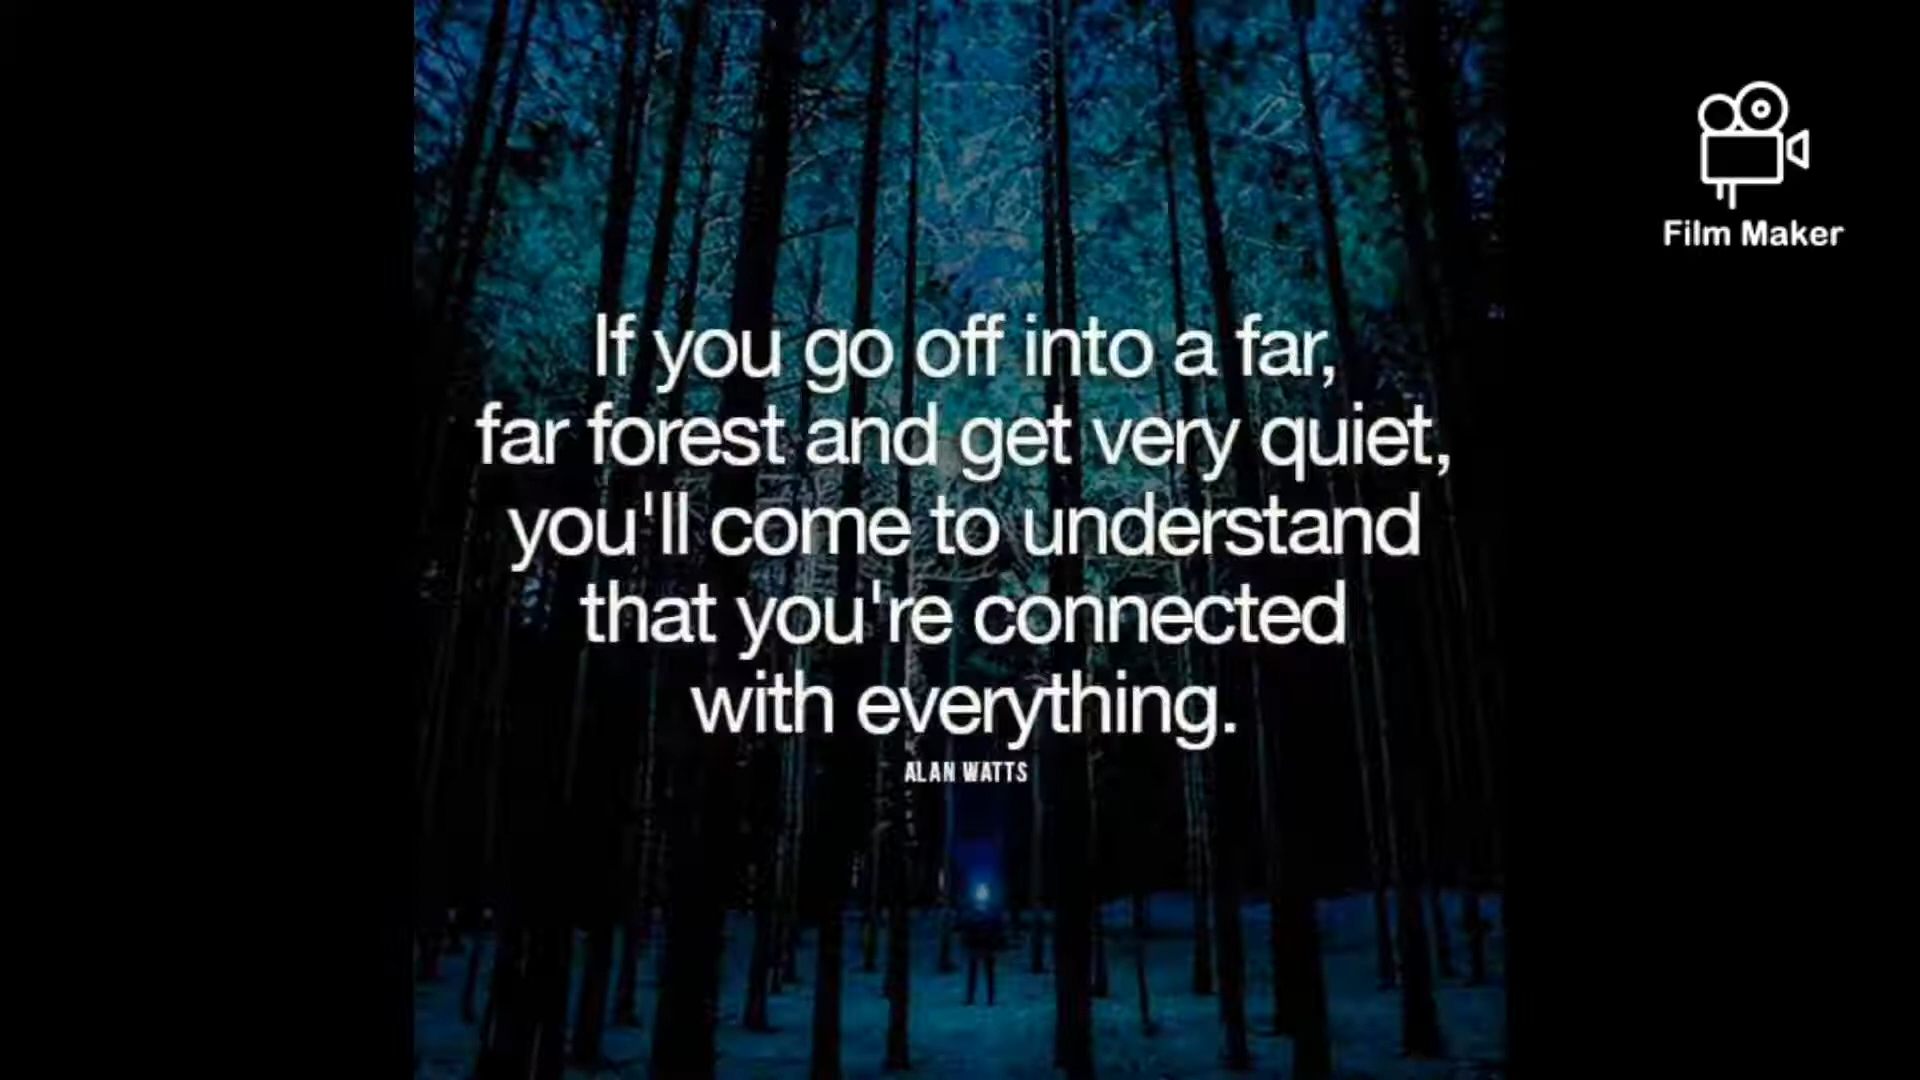 If you go off into a far,
far forest and get very quiet,
you'll come to understand
that you're connected
with everything.
ALAN WATTS
Film Maker